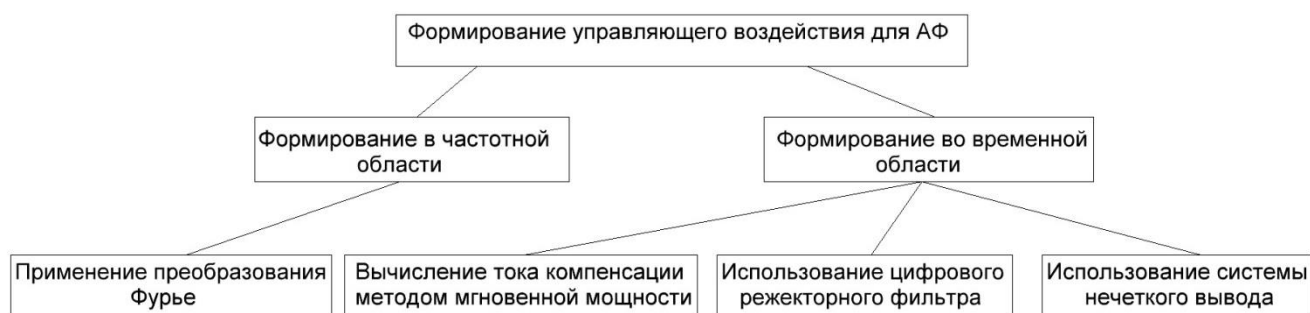 Формирование управляющего воздействия для АФ
Формирование в частотной
области
Формирование во временной
области
Применение преобразования
Фурье
Вычисление тока компенсации
методом мгновенной мощности
Использование цифрового
режекторного фильтра
Использование системы
нечеткого вывода